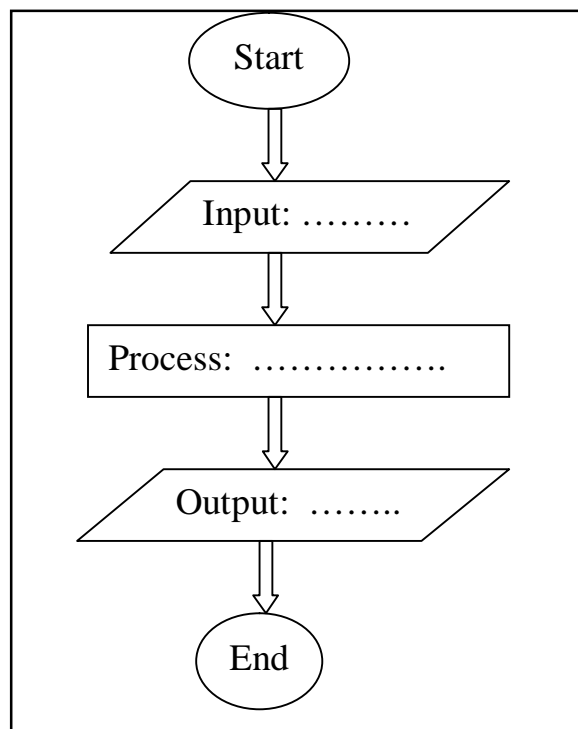 Start
Input: ………
Process: …………….
Output: ……..
End